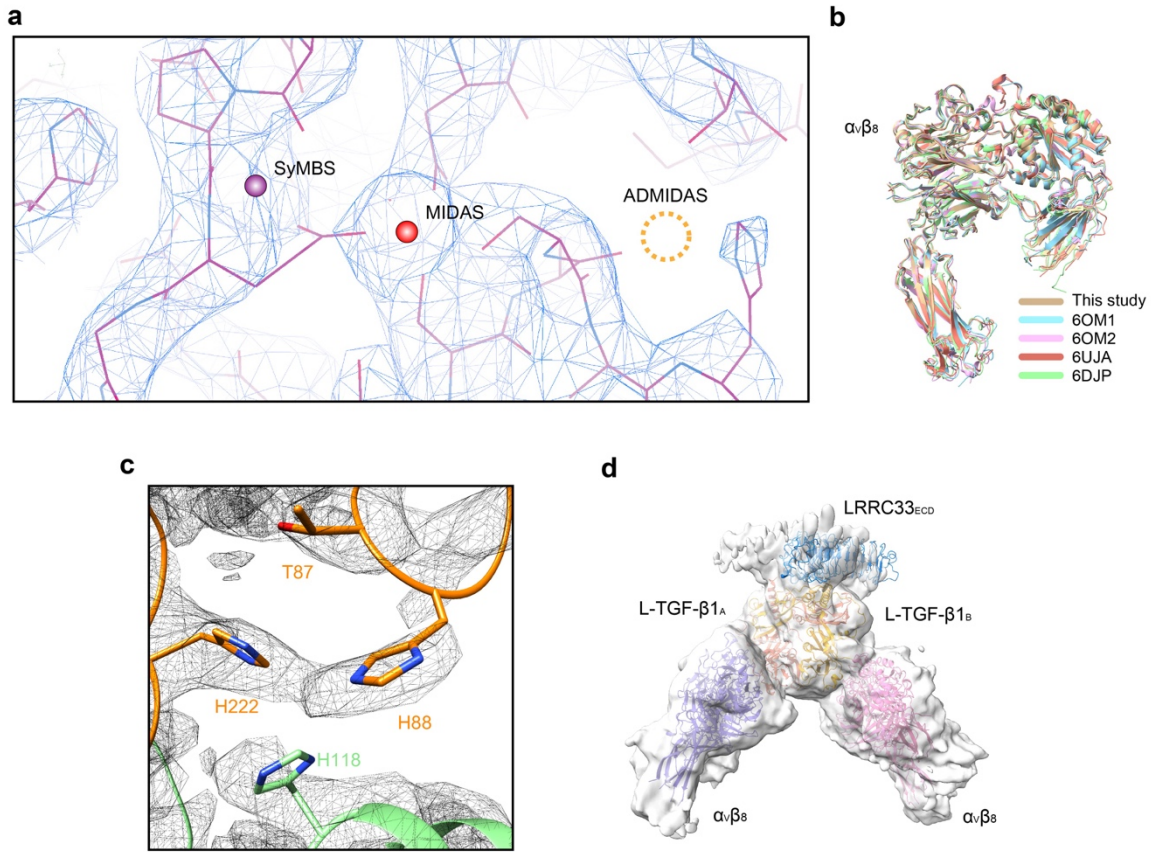 a
SyMBS
MIDAS
ADMIDAS
b
αvβ8
This study
6OM1
6OM2
6UJA
6DJP
c
T87
H222
H88
H118
d
LRRC33ECD
L-TGF-β1A
L-TGF-β1B
αvβ8
αvβ8